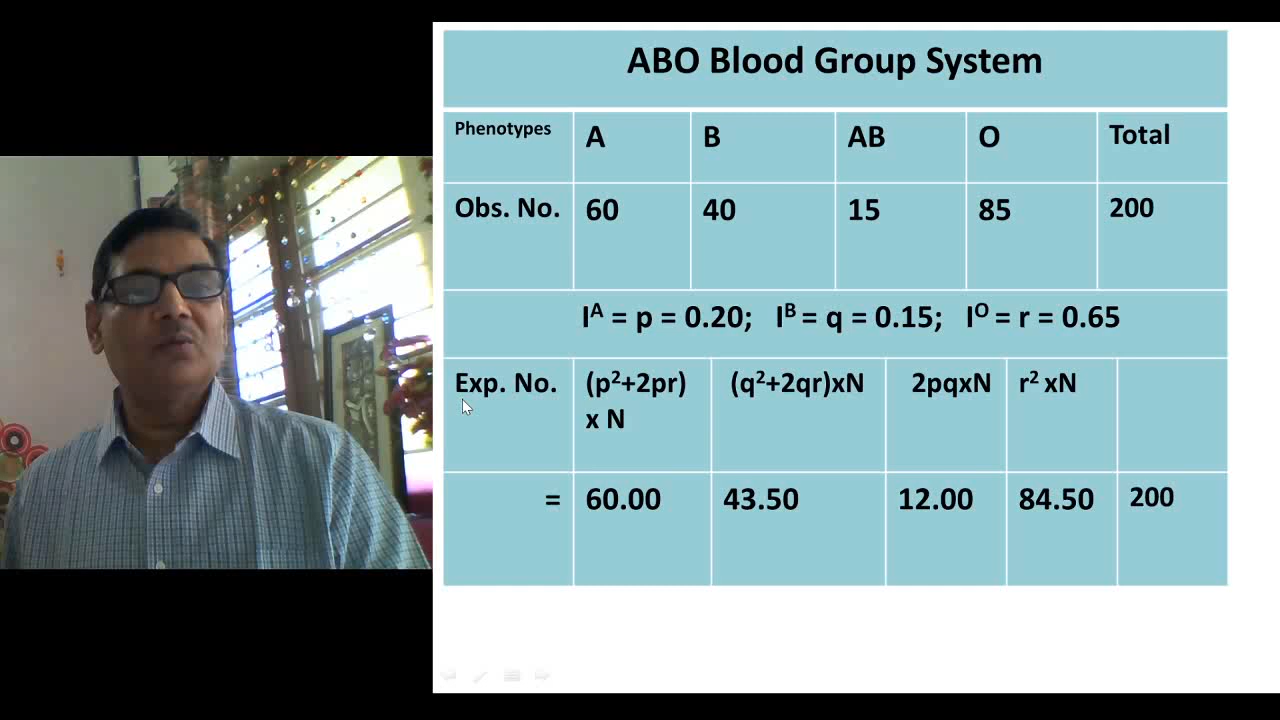 ABO Blood Group System
Phenotypes A B AB O Total
Obs. No. 60 40 15 85 200
Iᴬ = p = 0.20; Iᴮ = q = 0.15; Iᴼ = r = 0.65
Exp. No. (p²+2pr) (q²+2qr)xN 2pqxN r² xN
x N
= 60.00 43.50 12.00 84.50 200